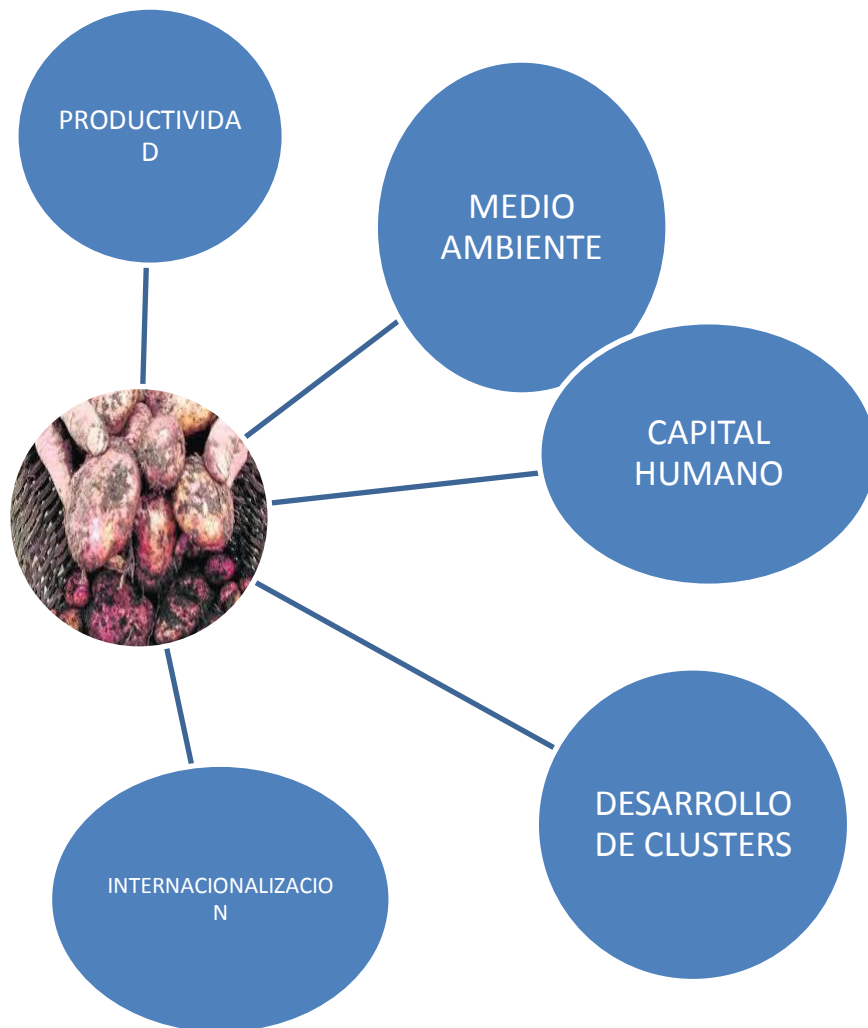 PRODUCTIVIDA
D
MEDIO
AMBIENTE
CAPITAL
HUMANO
DESARROLLO
DE CLUSTERS
INTERNACIONALIZACIO
N